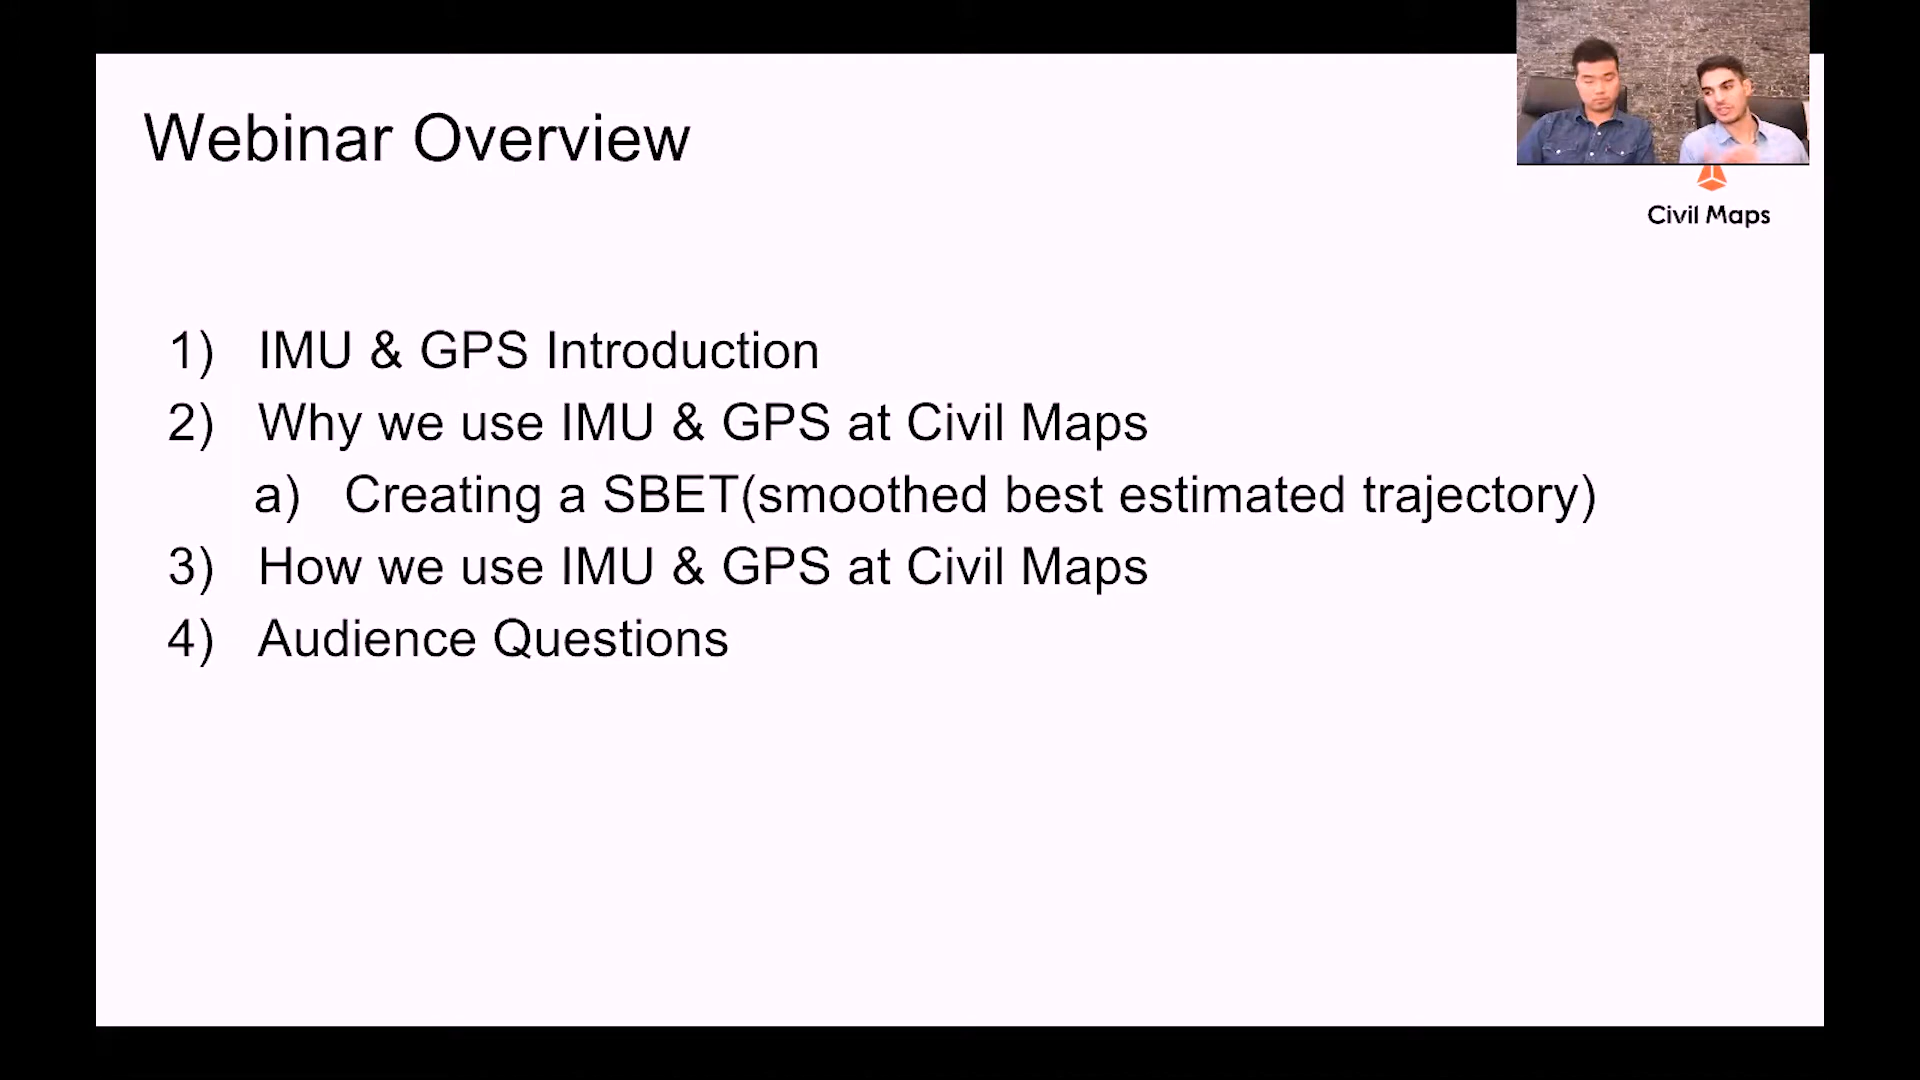 Webinar Overview
Civil Maps
1) IMU & GPS Introduction
2) Why we use IMU & GPS at Civil Maps
a) Creating a SBET(smoothed best estimated trajectory)
3) How we use IMU & GPS at Civil Maps
4) Audience Questions